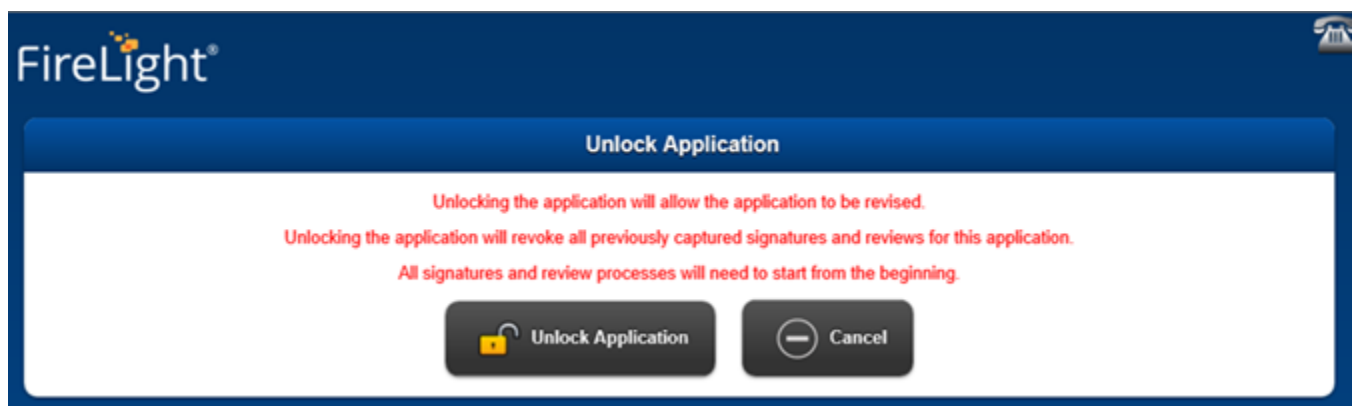 FireLight®
Unlock Application
Unlocking the application will allow the application to be revised.
Unlocking the application will revoke all previously captured signatures and reviews for this application.
All signatures and review processes will need to start from the beginning.
Unlock Application
Cancel